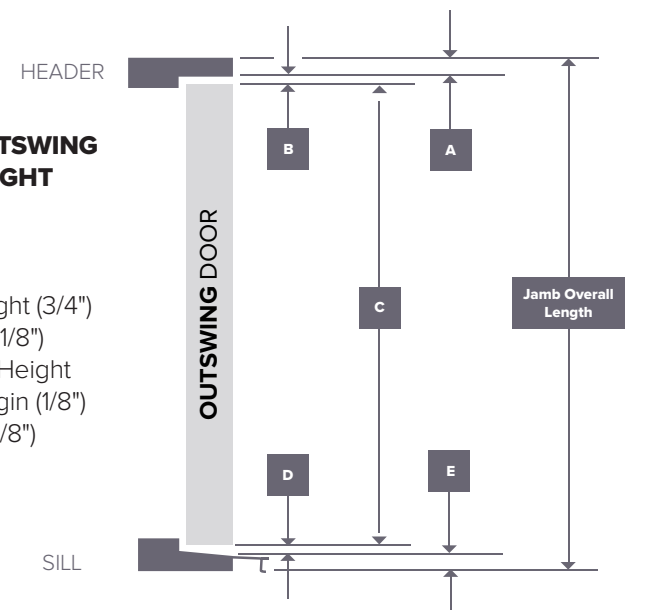 HEADER
TSWING
GHT
ght (3/4")
1/8")
Height
gin (1/8")
/8")
SILL
OUTSWING DOOR
B
A
C
Jamb Overall
Length
D
E